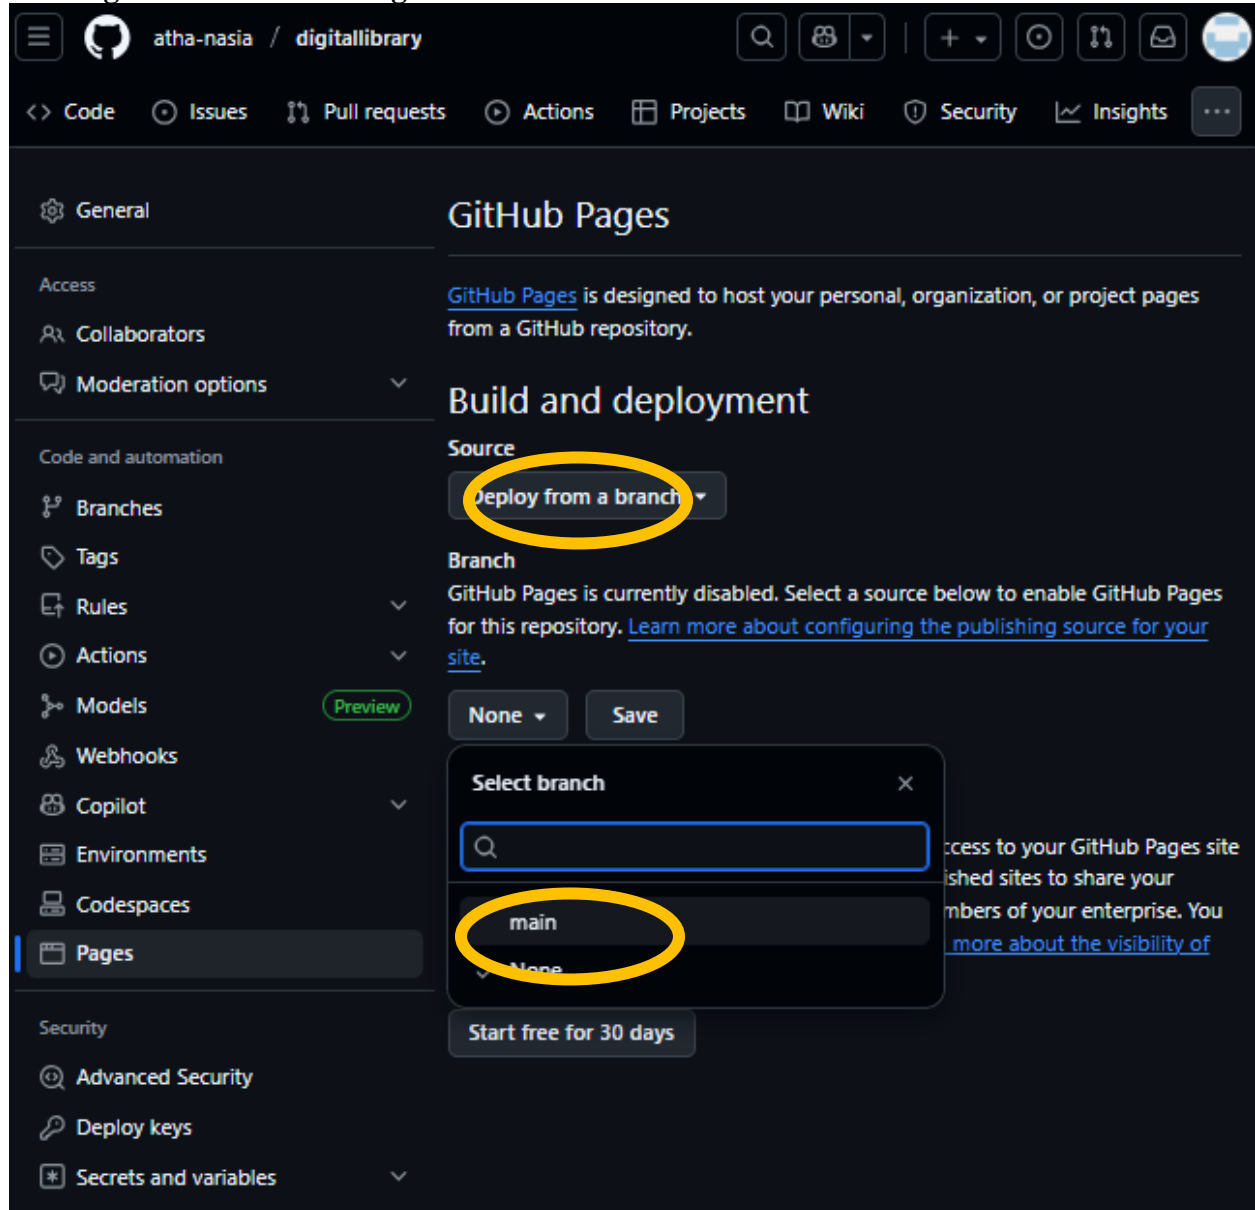 atha-nasia / digitallibrary
<> Code Issues Pull requests Actions Projects Wiki Security Insights ...
General
Access
Collaborators
Moderation options
Code and automation
Branches
Tags
Rules
Actions
Models Preview
Webhooks
Copilot
Environments
Codespaces
Pages
Security
Advanced Security
Deploy keys
Secrets and variables
GitHub Pages
GitHub Pages is designed to host your personal, organization, or project pages
from a GitHub repository.
Build and deployment
Source
Deploy from a branch
Branch
GitHub Pages is currently disabled. Select a source below to enable GitHub Pages
for this repository. Learn more about configuring the publishing source for your
site.
None Save
Select branch
main
None
to your GitHub Pages site
sites to share your
of your enterprise. You
more about the visibility of
Start free for 30 days